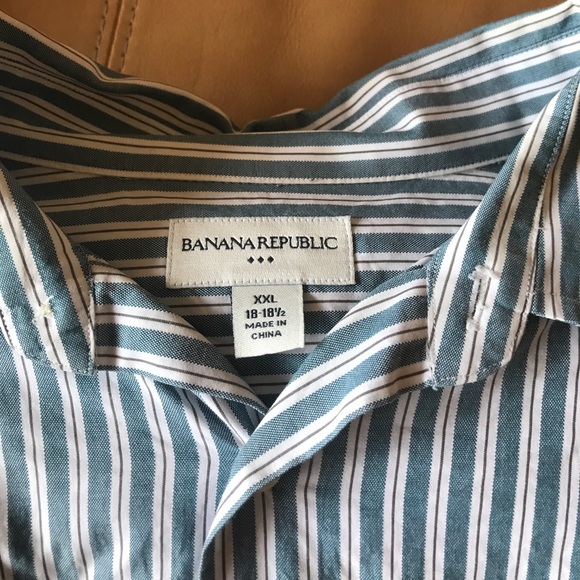 BANANA REPUBLIC
♦♦♦
XXL
18-18½
MADE IN
CHINA